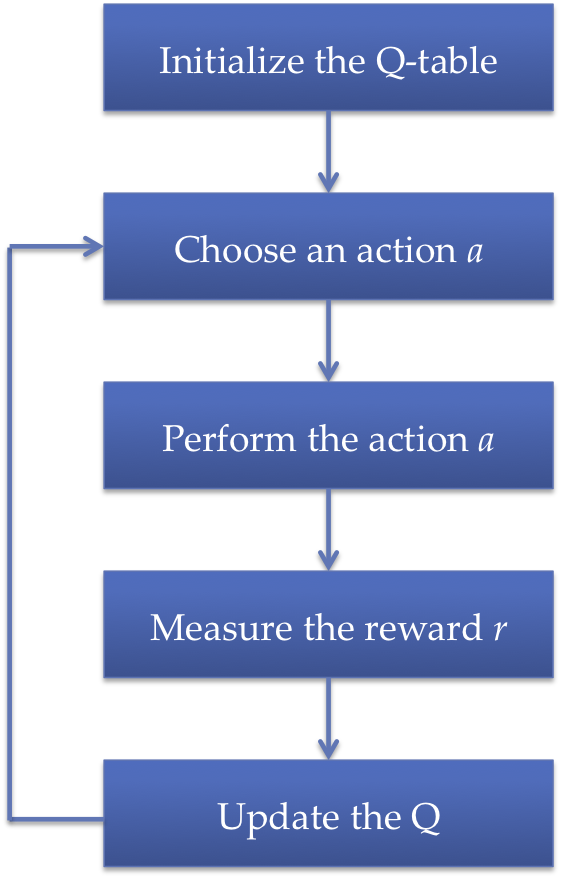 Initialize the Q-table
Choose an action a
Perform the action a
Measure the reward r
Update the Q